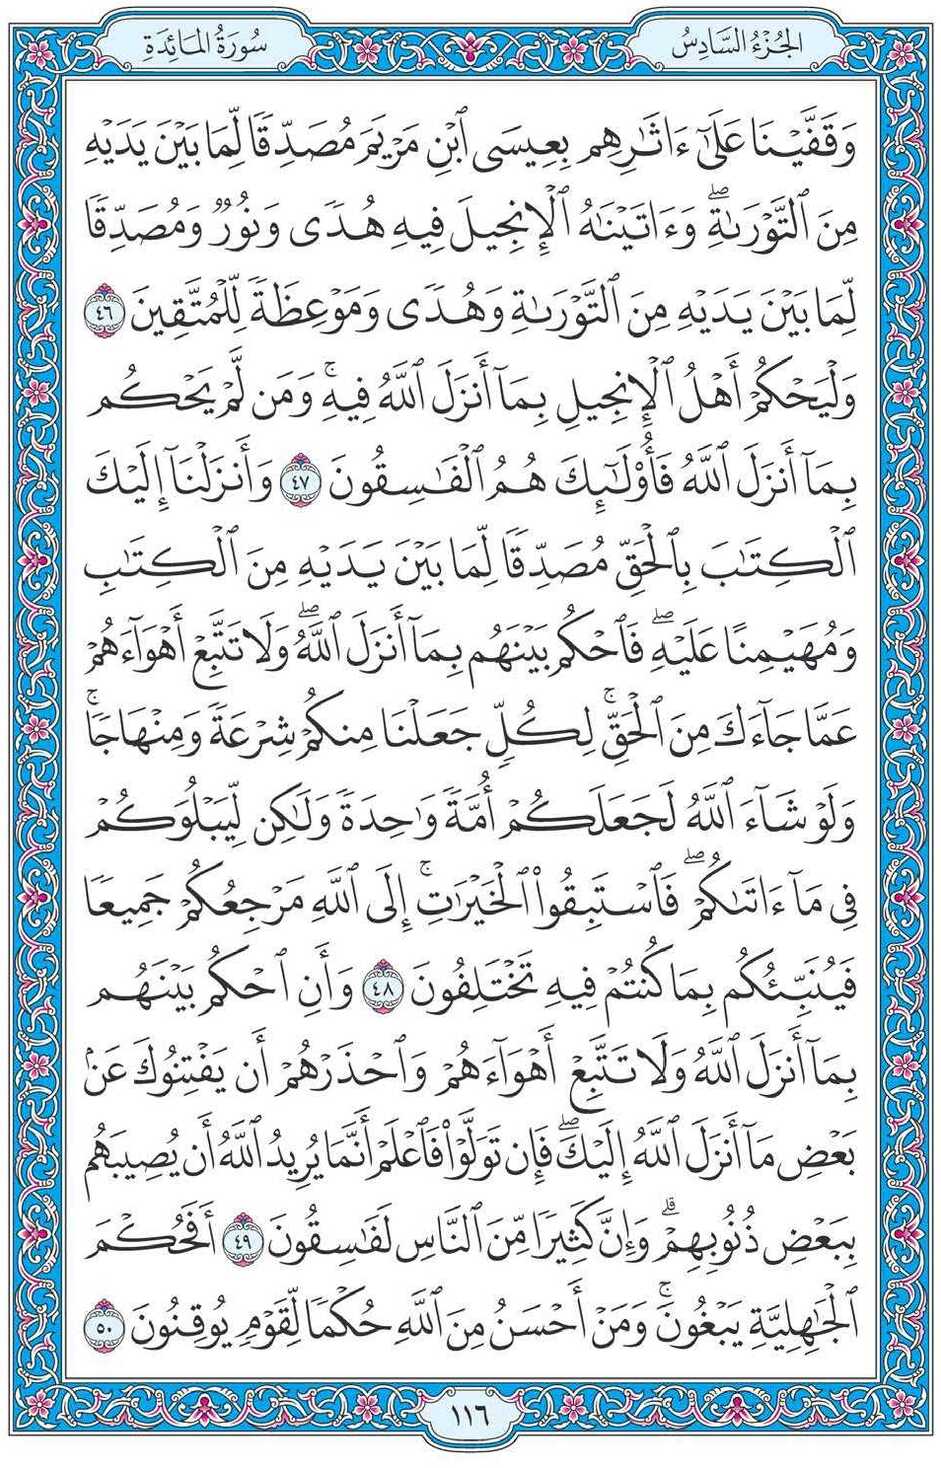 الجُزْءُ السَّادِسُ
سُورَةُ المَائِدَةِ
وَقَفَّيْنَا عَلَىٰٓ ءَاثَٰرِهِم بِعِيسَى ٱبْنِ مَرْيَمَ مُصَدِّقًا لِّمَا بَيْنَ يَدَيْهِ
مِنَ ٱلتَّوْرَىٰةِۖ وَءَاتَيْنَٰهُ ٱلْإِنجِيلَ فِيهِ هُدًى وَنُورٌ وَمُصَدِّقًا
لِّمَا بَيْنَ يَدَيْهِ مِنَ ٱلتَّوْرَىٰةِ وَهُدًى وَمَوْعِظَةً لِّلْمُتَّقِينَ ٤٦
وَلْيَحْكُمْ أَهْلُ ٱلْإِنجِيلِ بِمَآ أَنزَلَ ٱللَّهُ فِيهِۚ وَمَن لَّمْ يَحْكُم
بِمَآ أَنزَلَ ٱللَّهُ فَأُو۟لَٰٓئِكَ هُمُ ٱلْفَٰسِقُونَ ٤٧ وَأَنزَلْنَآ إِلَيْكَ
ٱلْكِتَٰبَ بِٱلْحَقِّ مُصَدِّقًا لِّمَا بَيْنَ يَدَيْهِ مِنَ ٱلْكِتَٰبِ
وَمُهَيْمِنًا عَلَيْهِۖ فَٱحْكُم بَيْنَهُم بِمَآ أَنزَلَ ٱللَّهُۖ وَلَا تَتَّبِعْ أَهْوَآءَهُمْ
عَمَّا جَآءَكَ مِنَ ٱلْحَقِّۚ لِكُلٍّ جَعَلْنَا مِنكُمْ شِرْعَةً وَمِنْهَاجًاۚ
وَلَوْ شَآءَ ٱللَّهُ لَجَعَلَكُمْ أُمَّةً وَٰحِدَةً وَلَٰكِن لِّيَبْلُوَكُمْ
فِى مَآ ءَاتَىٰكُمْۖ فَٱسْتَبِقُوا۟ ٱلْخَيْرَٰتِۚ إِلَى ٱللَّهِ مَرْجِعُكُمْ جَمِيعًا
فَيُنَبِّئُكُم بِمَا كُنتُمْ فِيهِ تَخْتَلِفُونَ ٤٨ وَأَنِ ٱحْكُم بَيْنَهُم
بِمَآ أَنزَلَ ٱللَّهُ وَلَا تَتَّبِعْ أَهْوَآءَهُمْ وَٱحْذَرْهُمْ أَن يَفْتِنُوكَ عَنۢ
بَعْضِ مَآ أَنزَلَ ٱللَّهُ إِلَيْكَۖ فَإِن تَوَلَّوْا۟ فَٱعْلَمْ أَنَّمَا يُرِيدُ ٱللَّهُ أَن يُصِيبَهُم
بِبَعْضِ ذُنُوبِهِمْۗ وَإِنَّ كَثِيرًا مِّنَ ٱلنَّاسِ لَفَٰسِقُونَ ٤٩ أَفَحُكْمَ
ٱلْجَٰهِلِيَّةِ يَبْغُونَۚ وَمَنْ أَحْسَنُ مِنَ ٱللَّهِ حُكْمًا لِّقَوْمٍ يُوقِنُونَ ٥٠
١١٦